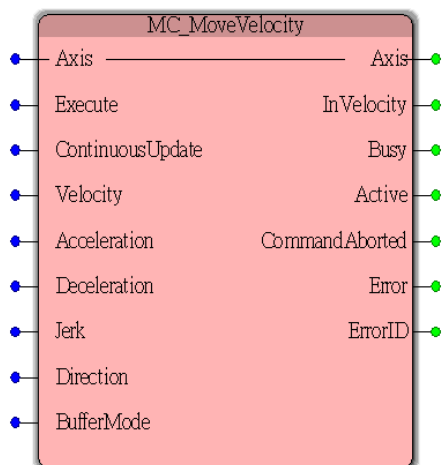 MC_MoveVelocity
Axis Axis
Execute InVelocity
ContinuousUpdate Busy
Velocity Active
Acceleration CommandAborted
Deceleration Error
Jerk ErrorID
Direction
BufferMode